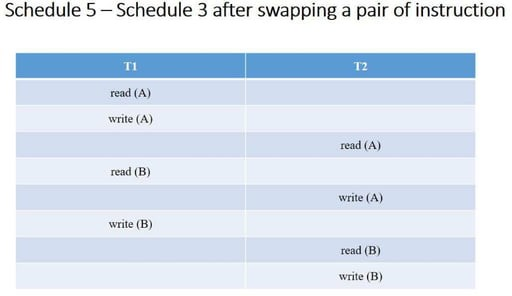 Schedule 5 – Schedule 3 after swapping a pair of instruction
T1 T2
read (A)
write (A)
read (A)
read (B)
write (A)
write (B)
read (B)
write (B)